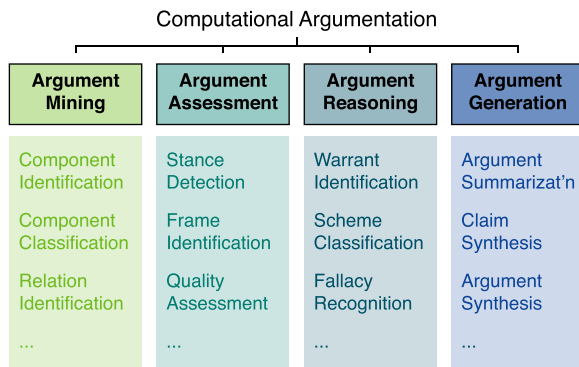 Computational Argumentation
Argument
Mining
Argument
Assessment
Argument
Reasoning
Argument
Generation
Component
Identification
Component
Classification
Relation
Identification
...
Stance
Detection
Frame
Identification
Quality
Assessment
...
Warrant
Identification
Scheme
Classification
Fallacy
Recognition
...
Argument
Summarizat'n
Claim
Synthesis
Argument
Synthesis
...